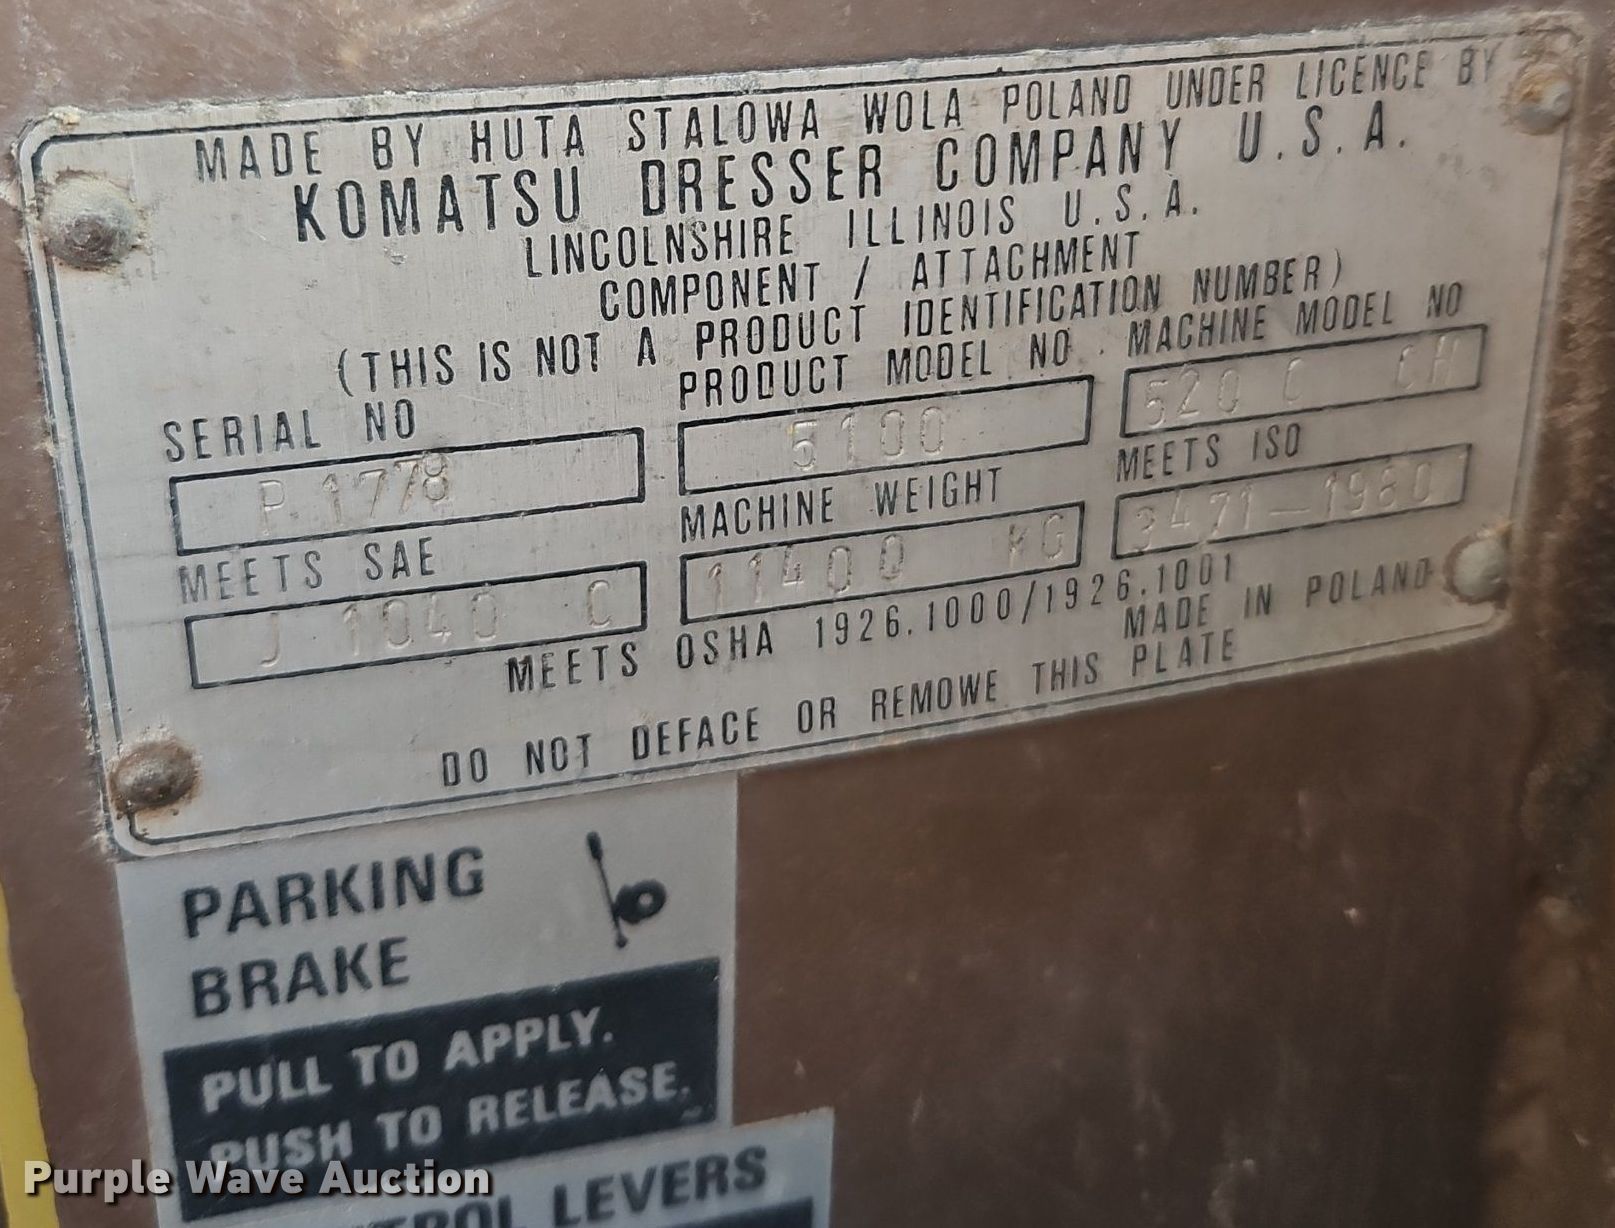 MADE BY HUTA STALOWA WOLA POLAND UNDER LICENCE BY
KOMATSU DRESSER COMPANY U.S.A.
LINCOLNSHIRE ILLINOIS U.S.A.
COMPONENT / ATTACHMENT
(THIS IS NOT A PRODUCT IDENTIFICATION NUMBER)
SERIAL NO PRODUCT MODEL NO. MACHINE MODEL NO
P 1778 5100 520 C CH
MEETS SAE MACHINE WEIGHT MEETS ISO
J 1040 C 11400 KG 3471-1980
MEETS OSHA 1926.1000/1926.1001
MADE IN POLAND
DO NOT DEFACE OR REMOWE THIS PLATE
PARKING
BRAKE
PULL TO APPLY.
PUSH TO RELEASE.
LEVERS
Purple Wave Auction